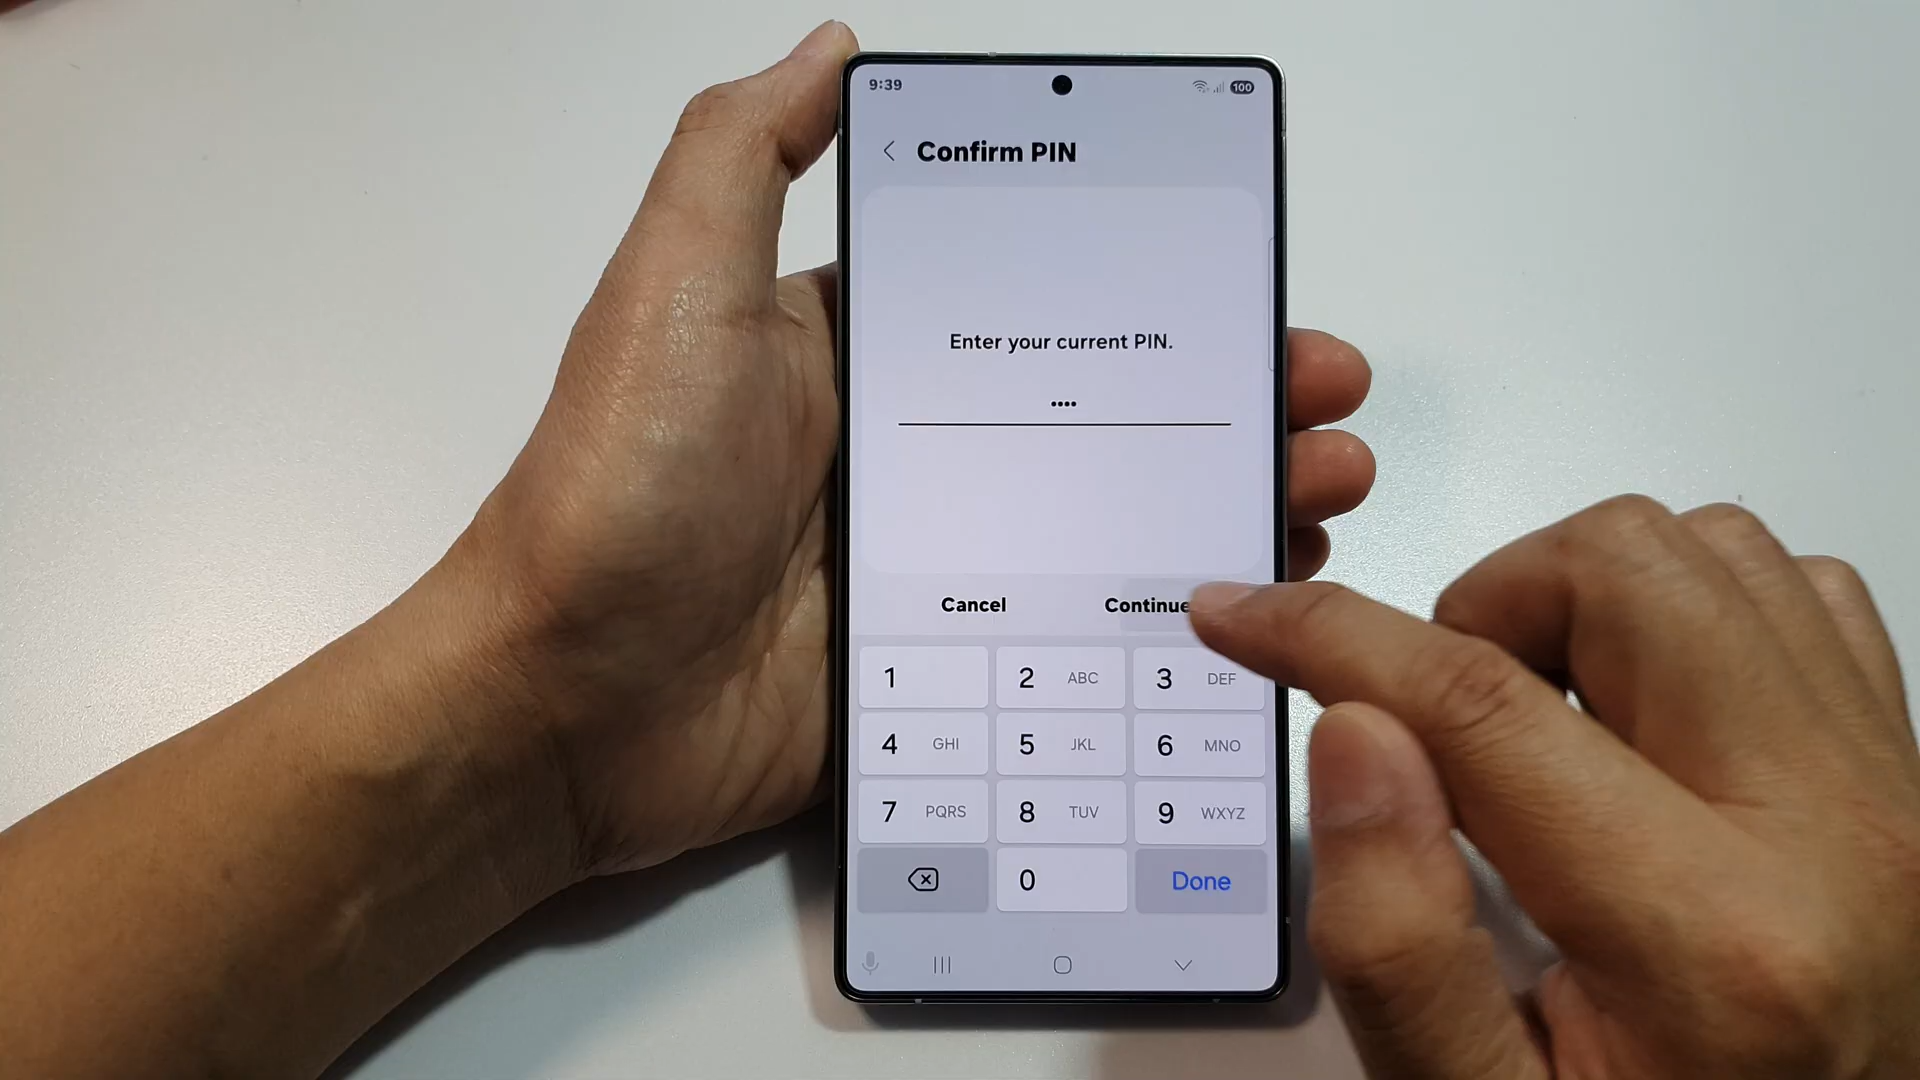 9:39
100
Confirm PIN
Enter your current PIN.
Cancel Continue
1 2 ABC 3 DEF
4 GHI 5 JKL 6 MNO
7 PQRS 8 TUV 9 WXYZ
0 Done